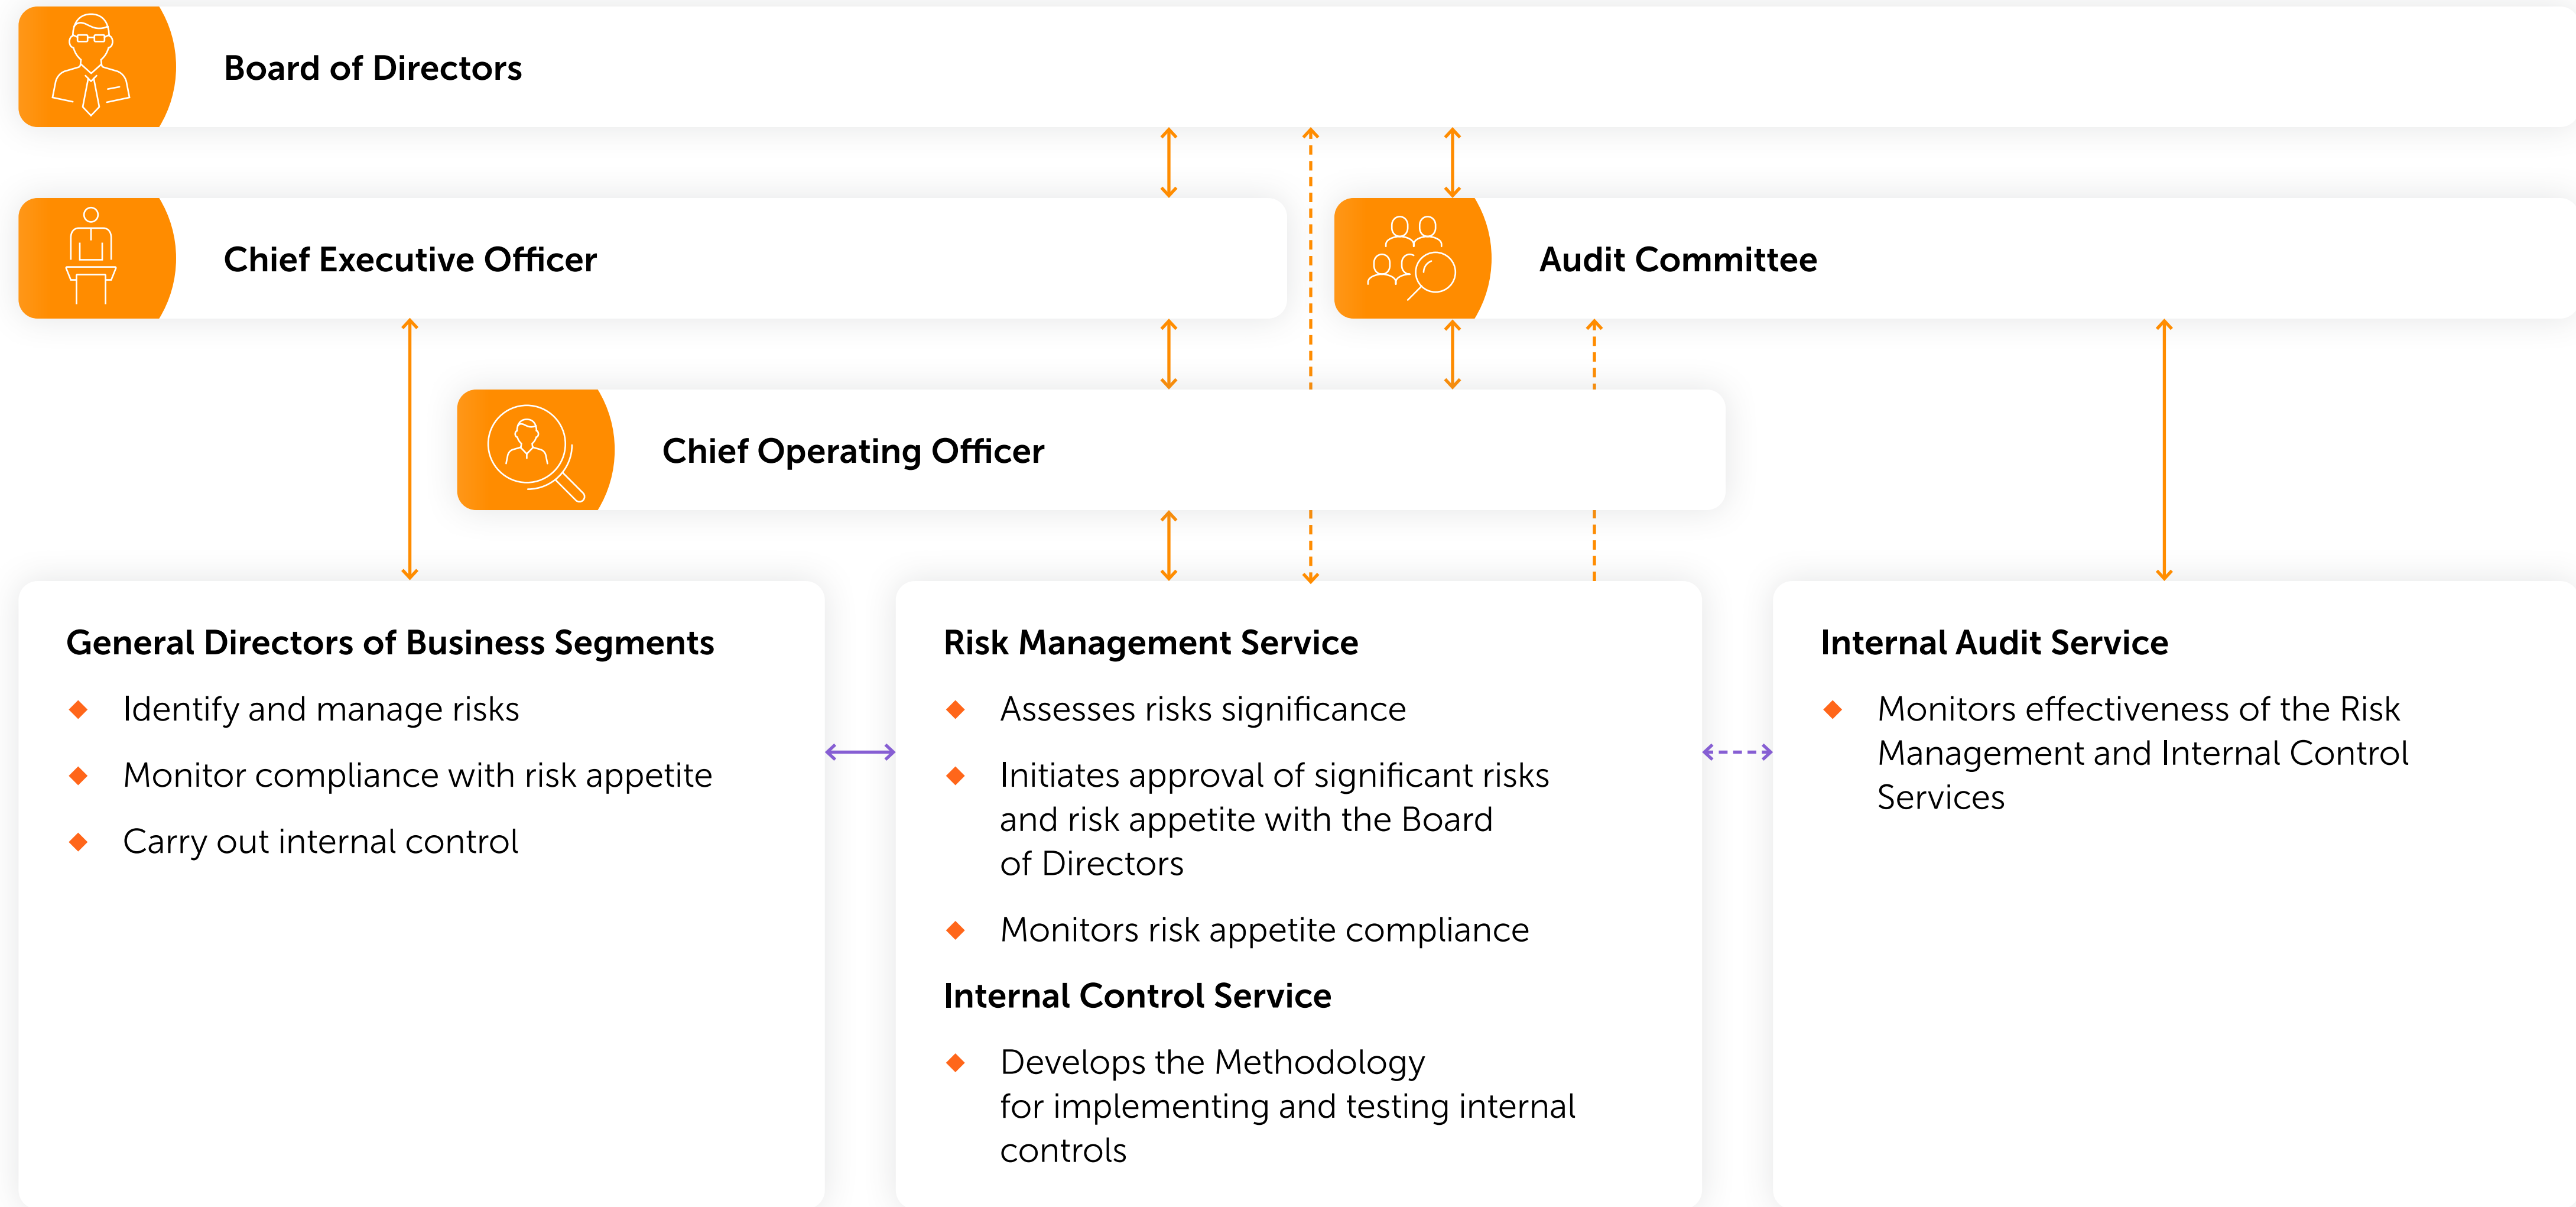 Board of Directors
Chief Executive Officer
Audit Committee
Chief Operating Officer
General Directors of Business Segments
Identify and manage risks
Monitor compliance with risk appetite
Carry out internal control
Risk Management Service
Assesses risks significance
Initiates approval of significant risks
and risk appetite with the Board
of Directors
Monitors risk appetite compliance
Internal Control Service
Develops the Methodology
for implementing and testing internal
controls
Internal Audit Service
Monitors effectiveness of the Risk
Management and Internal Control
Services